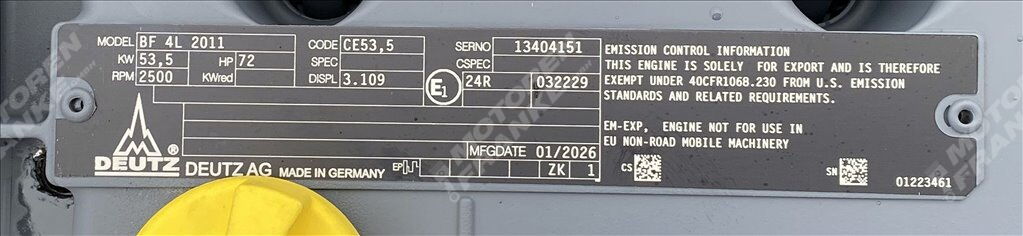 MODEL BF 4L 2011 CODE CE53,5 SERNO 13404151
KW 53,5 HP 72 SPEC CSPEC
RPM 2500 KWred DISPL 3.109 E1 24R 032229
MFGDATE 01/2026
EP ZK 1
DEUTZ®
DEUTZ AG MADE IN GERMANY
EMISSION CONTROL INFORMATION
THIS ENGINE IS SOLELY FOR EXPORT AND IS THEREFORE
EXEMPT UNDER 40CFR1068.230 FROM U.S. EMISSION
STANDARDS AND RELATED REQUIREMENTS.
EM-EXP, ENGINE NOT FOR USE IN
EU NON-ROAD MOBILE MACHINERY
CS SN
01223461
MOTOREN
FRANKEN